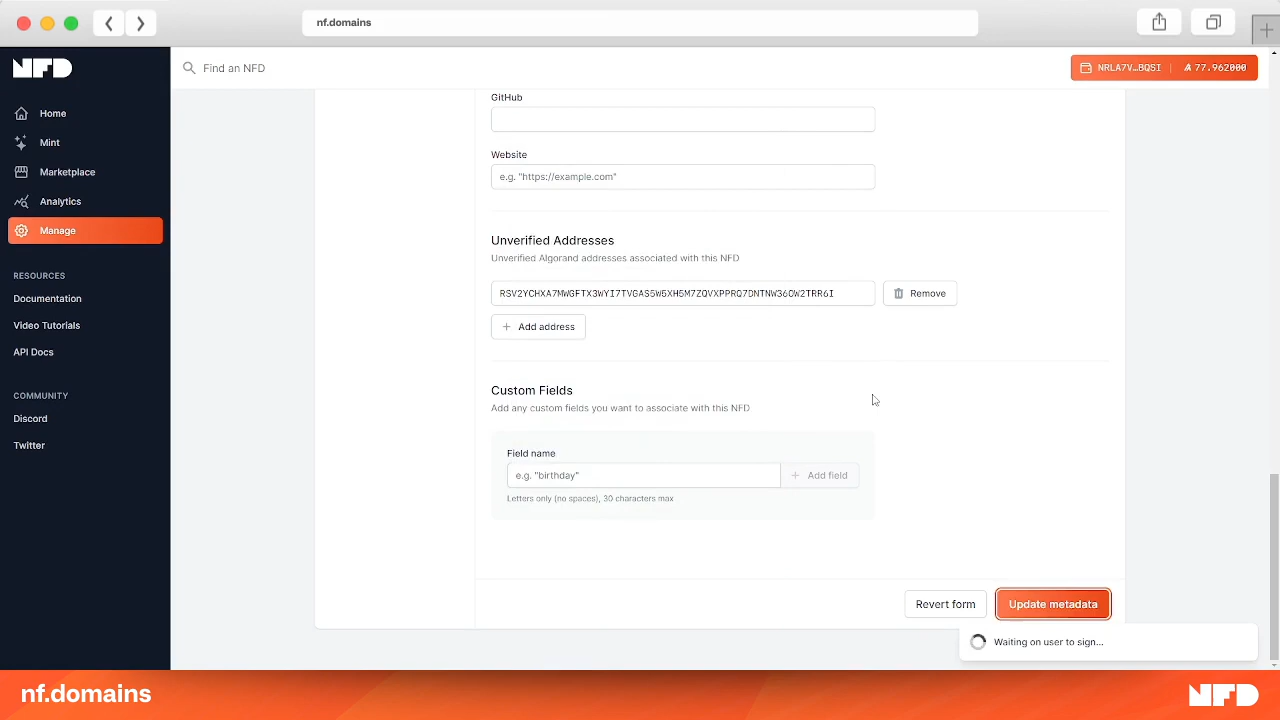 nf.domains
NFD
Find an NFD
NRLA7V…BQSI
77.962000
Home
Mint
Marketplace
Analytics
Manage
RESOURCES
Documentation
Video Tutorials
API Docs
COMMUNITY
Discord
Twitter
GitHub
Website
e.g. "https://example.com"
Unverified Addresses
Unverified Algorand addresses associated with this NFD
RSV2YCHXA7MWGFTX3WYI7TVGAS5W5XH5M7ZQVXPPRQ7DNTNW36OW2TRR6I
Remove
Add address
Custom Fields
Add any custom fields you want to associate with this NFD
Field name
e.g. "birthday"
Add field
Letters only (no spaces), 30 characters max
Revert form
Update metadata
Waiting on user to sign...
nf.domains
NFD